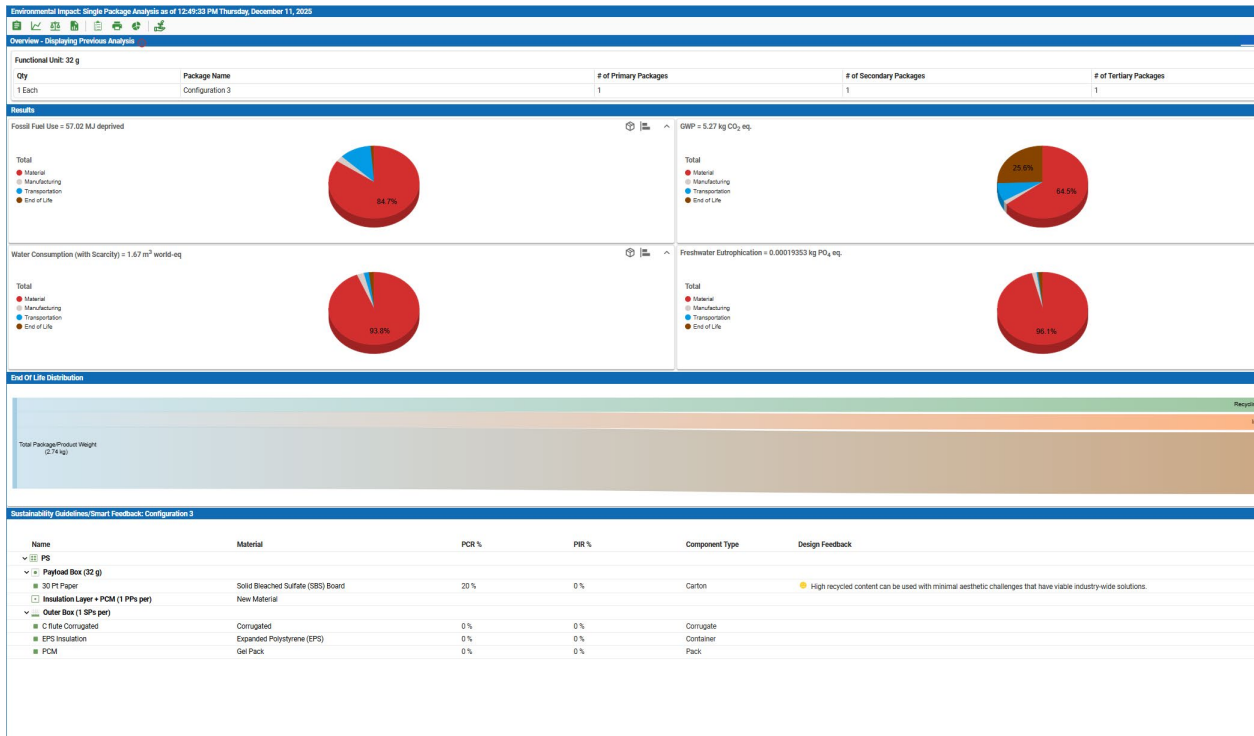 Environmental Impact: Single Package Analysis as of 12:49:33 PM Thursday, December 11, 2025
Overview - Displaying Previous Analysis
Functional Unit: 32 g
Qty Package Name # of Primary Packages # of Secondary Packages # of Tertiary Packages
1 Each Configuration 3 1 1 1
Results
Fossil Fuel Use = 57.02 MJ deprived
Total
Material
Manufacturing
Transportation
End of Life
84.7%
GWP = 5.27 kg CO2 eq.
Total
Material
Manufacturing
Transportation
End of Life
25.6%
64.5%
Water Consumption (with Scarcity) = 1.67 m3 world-eq
Total
Material
Manufacturing
Transportation
End of Life
93.8%
Freshwater Eutrophication = 0.00019353 kg PO4 eq.
Total
Material
Manufacturing
Transportation
End of Life
95.1%
End Of Life Distribution
Recycli
Total Package/Product Weight
(2.74 kg)
Sustainability Guidelines/Smart Feedback: Configuration 3
Name Material PCR % PIR % Component Type Design Feedback
PS
Payload Box (32 g)
30 Pt Paper Solid Bleached Sulfate (SBS) Board 20 % 0 % Carton High recycled content can be used with minimal aesthetic challenges that have viable industry-wide solutions.
Insulation Layer + PCM (1 PPs per) New Material
Outer Box (1 SPs per)
C flute Corrugated Corrugated 0 % 0 % Corrugate
EPS Insulation Expanded Polystyrene (EPS) 0 % 0 % Container
PCM Gel Pack 0 % 0 % Pack